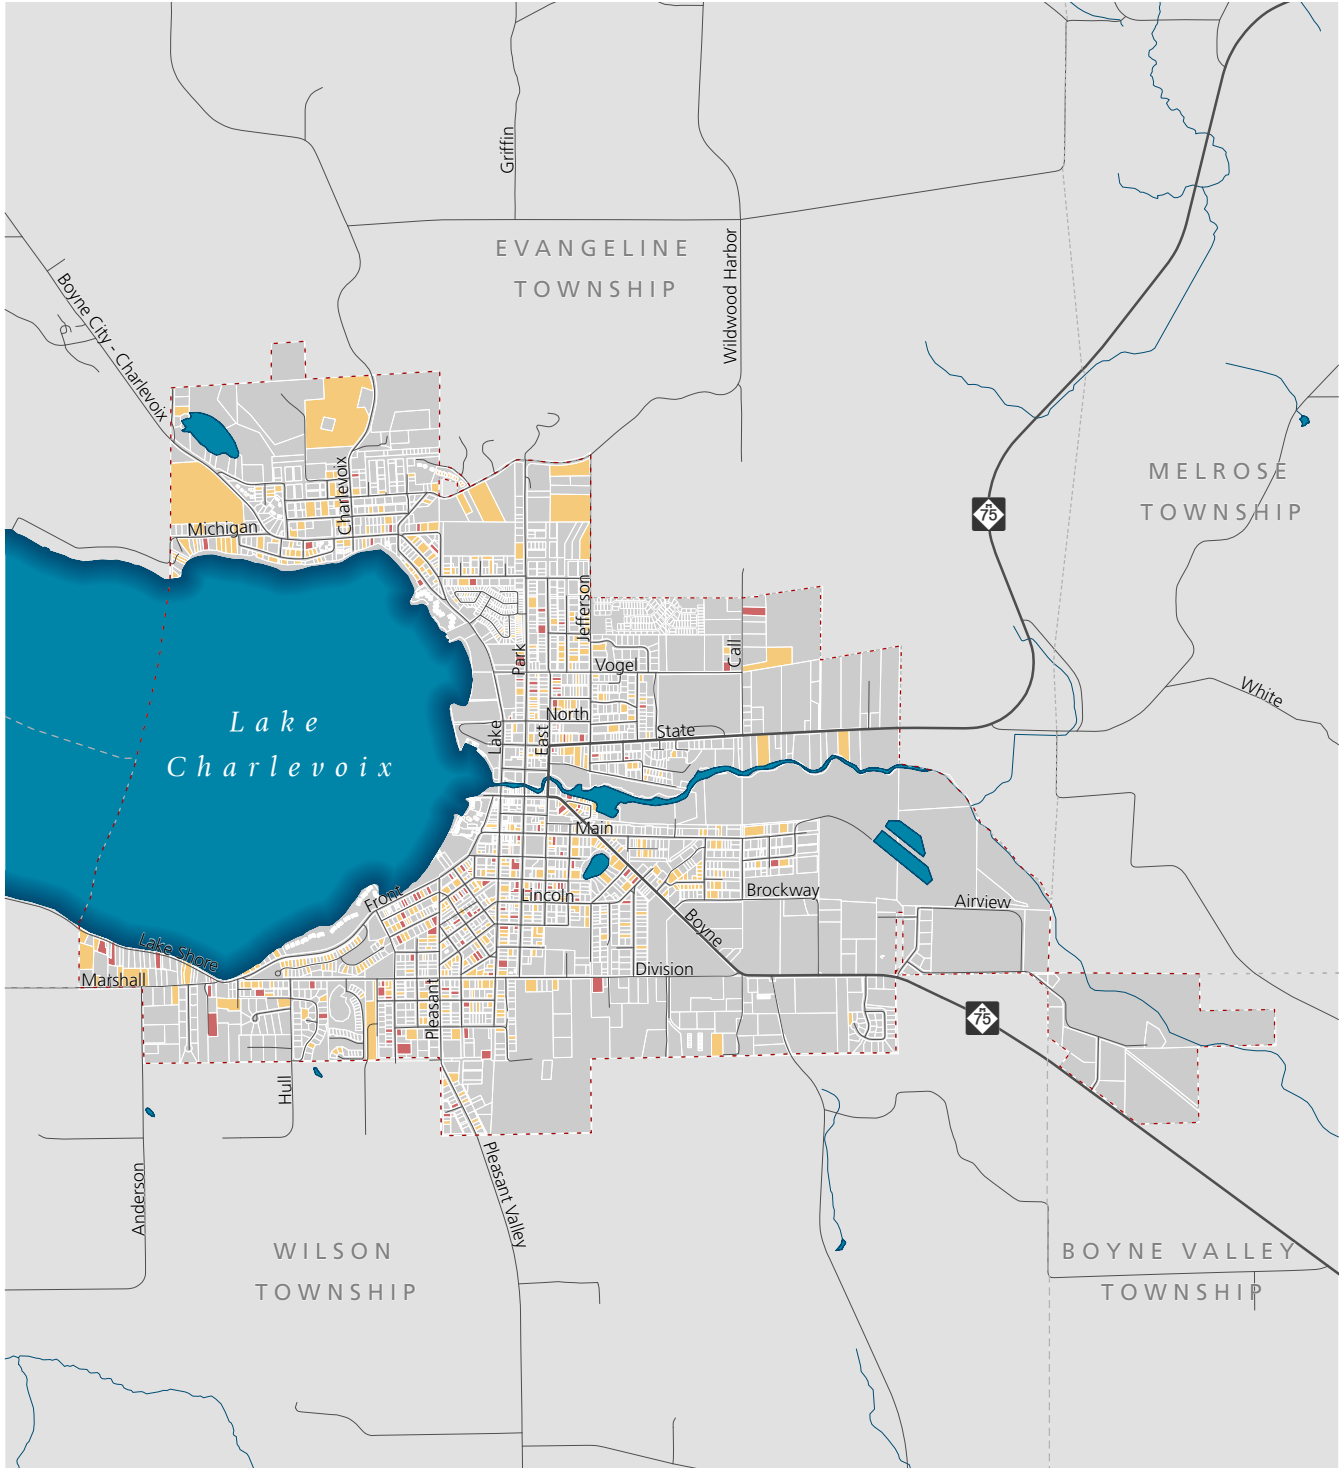 Griffin
EVANGELINE
TOWNSHIP
Wildwood Harbor
Boyne City - Charlevoix
MELROSE
TOWNSHIP
M
75
Charlevoix
Michigan
Jefferson
Park
Vogel
Call
White
North
State
Lake
East
Lake
Charlevoix
Main
Brockway
Lincoln
Front
Airview
Boyne
Lake Shore
Division
Marshall
Pleasant
M
75
Hull
Anderson
Pleasant Valley
WILSON
TOWNSHIP
BOYNE VALLEY
TOWNSHIP